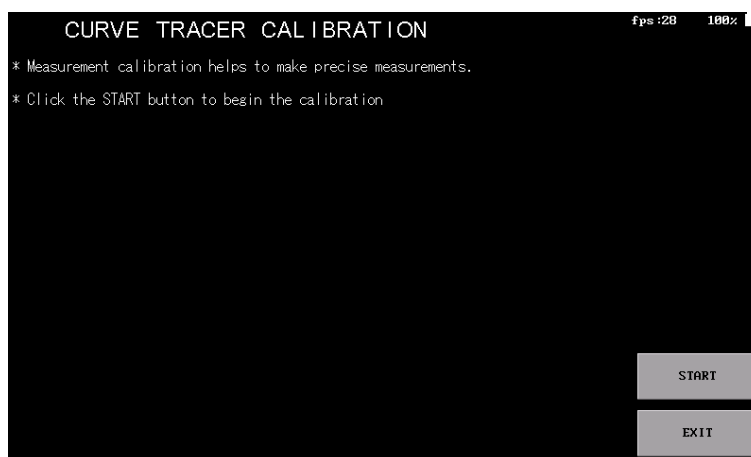 CURVE TRACER CALIBRATION
fps:28 100%
* Measurement calibration helps to make precise measurements.
* Click the START button to begin the calibration
START
EXIT